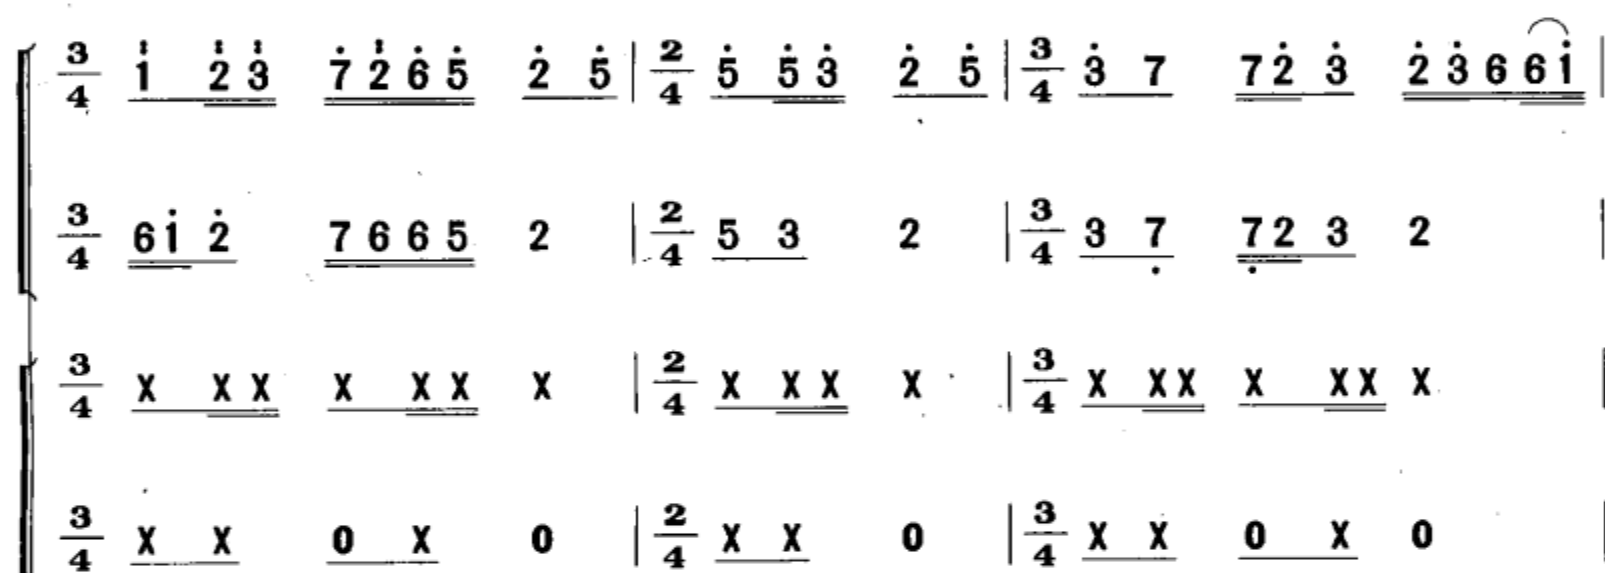 3/4 1̈ 2̈ 3̈ 7̇ 2̈ 6̇ 5̇ 2̇ 5̇ | 2/4 5̇ 5̇ 3̇ 2̇ 5̇ | 3/4 3̇ 7 7 2̇ 3̇ 2̇ 3̇ 6 6 1̇ |
3/4 6 1̇ 2̇ 7 6 6 5 2 | 2/4 5 3 2 | 3/4 3 7̣ 7̣ 2 3 2 |
3/4 X X X X X X X | 2/4 X X X X | 3/4 X X X X X X X |
3/4 X X 0 X 0 | 2/4 X X 0 | 3/4 X X 0 X 0 |